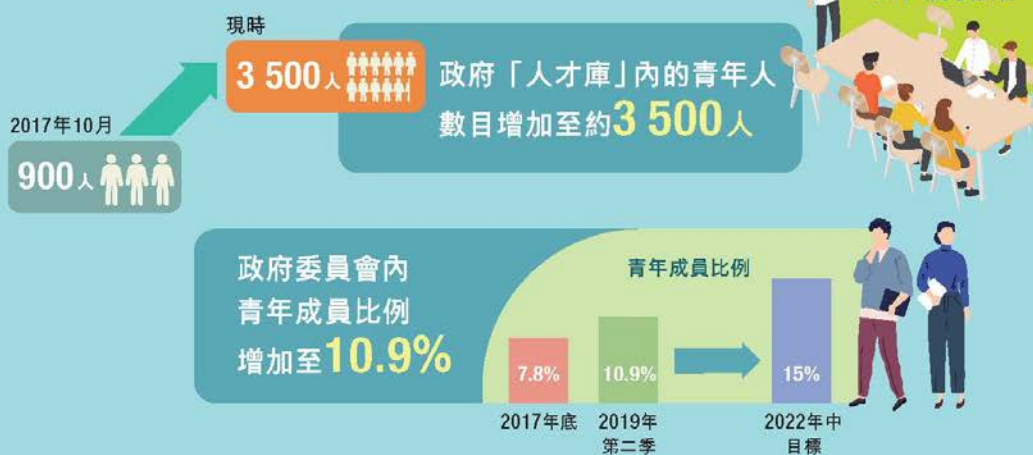 現時
3 500人
政府「人才庫」內的青年人
數目增加至約3 500人
2017年10月
900人
政府委員會內
青年成員比例
增加至10.9%
青年成員比例
7.8%
10.9%
15%
2017年底
2019年
第二季
2022年中
目標